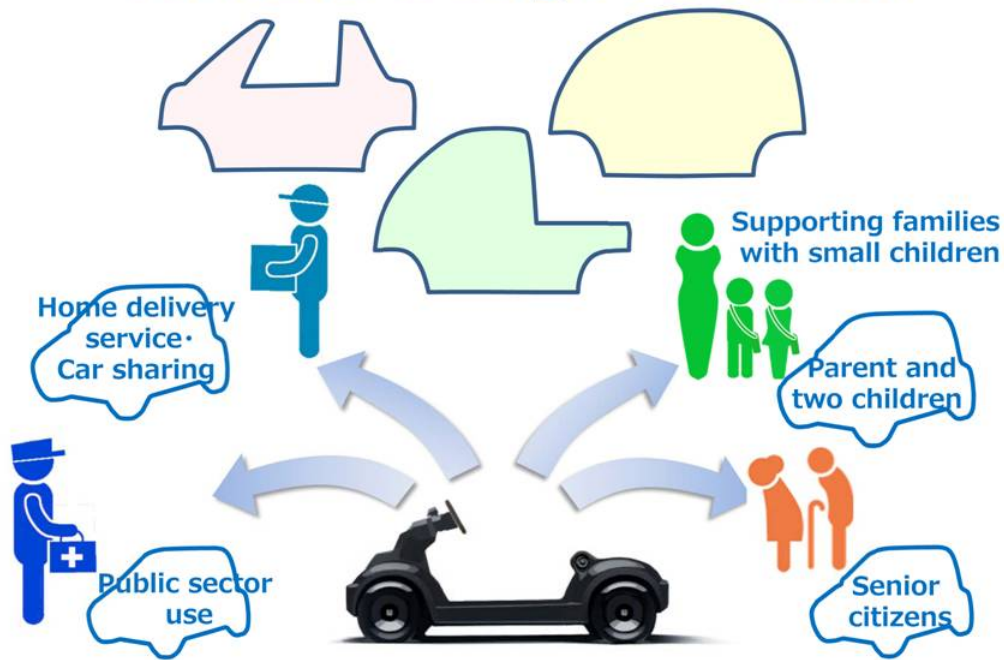 Supporting families
with small children
Home delivery
service･
Car sharing
Parent and
two children
Public sector
use
Senior
citizens